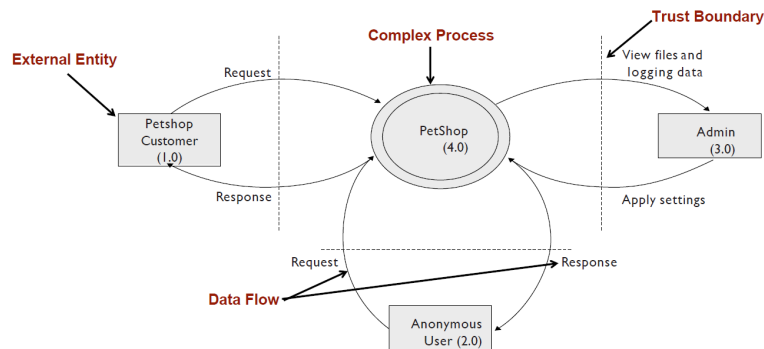 Trust Boundary
Complex Process
External Entity
View files and
logging data
Request
Petshop
Customer
(1.0)
PetShop
(4.0)
Admin
(3.0)
Response
Apply settings
Request
Response
Data Flow
Anonymous
User (2.0)